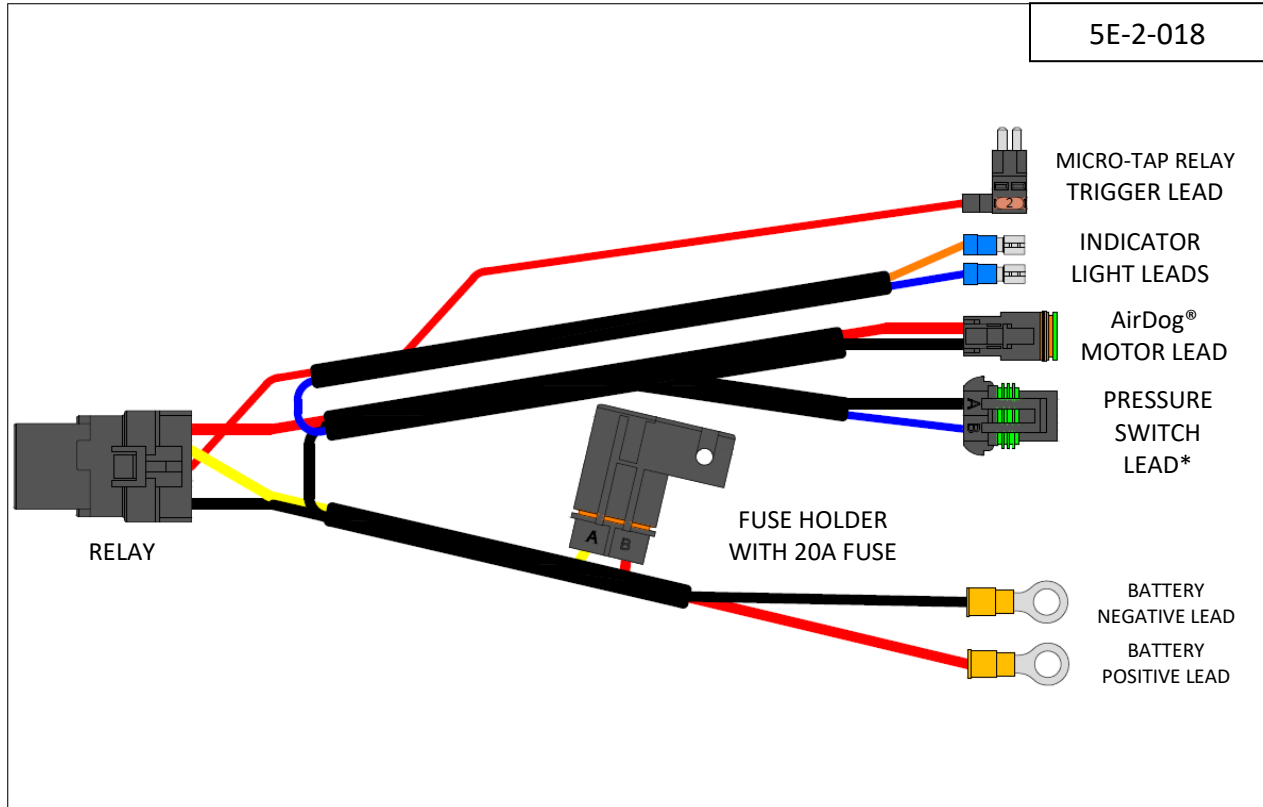 5E-2-018
MICRO-TAP RELAY
TRIGGER LEAD
2
INDICATOR
LIGHT LEADS
AirDog®
MOTOR LEAD
A
B
PRESSURE
SWITCH
LEAD*
RELAY
A B
FUSE HOLDER
WITH 20A FUSE
BATTERY
NEGATIVE LEAD
BATTERY
POSITIVE LEAD